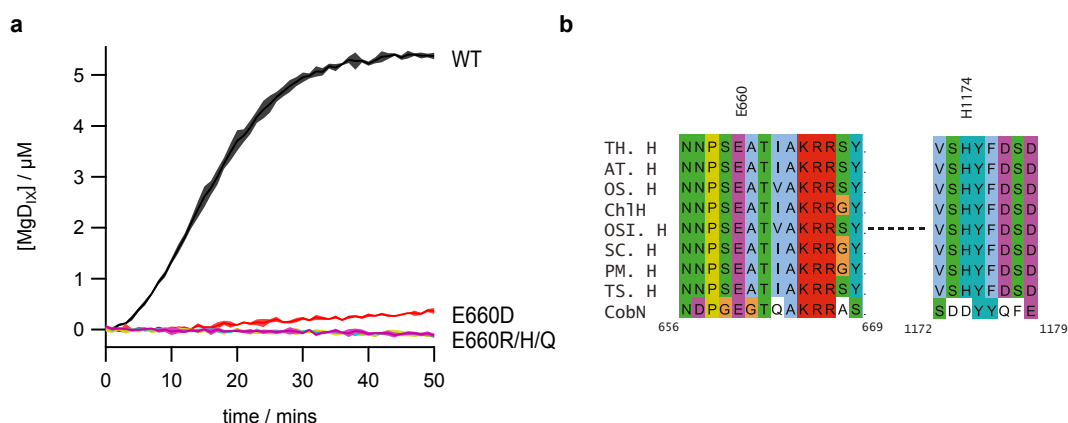 a
[MgD_IX] / µM
5
4
3
2
1
0
0 10 20 30 40 50
time / mins
WT
E660D
E660R/H/Q
b
E660 H1174
TH. H NNPSEATIAKRRSY. VSHYFDSD
AT. H NNPSEATIAKRRSY. VSHYFDSD
OS. H NNPSEATVAKRRSY. VSHYFDSD
ChlH NNPSEATIAKRRGY. VSHYFDSD
OSI. H NNPSEATVAKRRSY. VSHYFDSD
SC. H NNPSEATIAKRRGY. VSHYFDSD
PM. H NNPSEATIAKRRGY. VSHYFDSD
TS. H NNPSEATIAKRRSY. VSHYFDSD
CobN NDPGEGTQAKRRAS. SDDYYQFE
656 669 1172 1179